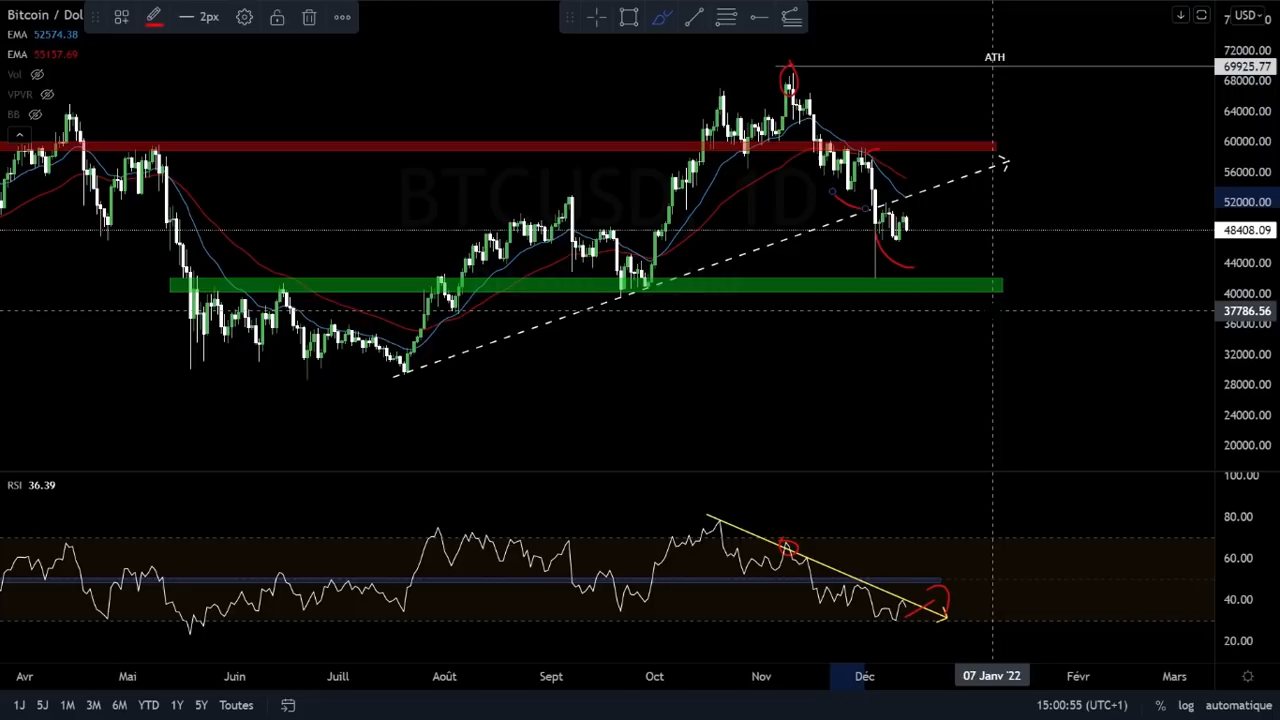 Bitcoin / Dol
2px
USD
EMA 52574.38
EMA 55157.69
Vol
VPVR
BB
ATH
BTCUSD 1D
72000.00
69925.77
68000.00
64000.00
60000.00
56000.00
52000.00
48408.09
44000.00
40000.00
37786.56
36000.00
32000.00
28000.00
24000.00
20000.00
RSI 36.39
100.00
80.00
60.00
40.00
20.00
Avr Mai Juin Juill Août Sept Oct Nov Déc 07 Janv '22 Févr Mars
1J 5J 1M 3M 6M YTD 1Y 5Y Toutes 15:00:55 (UTC+1) % log automatique